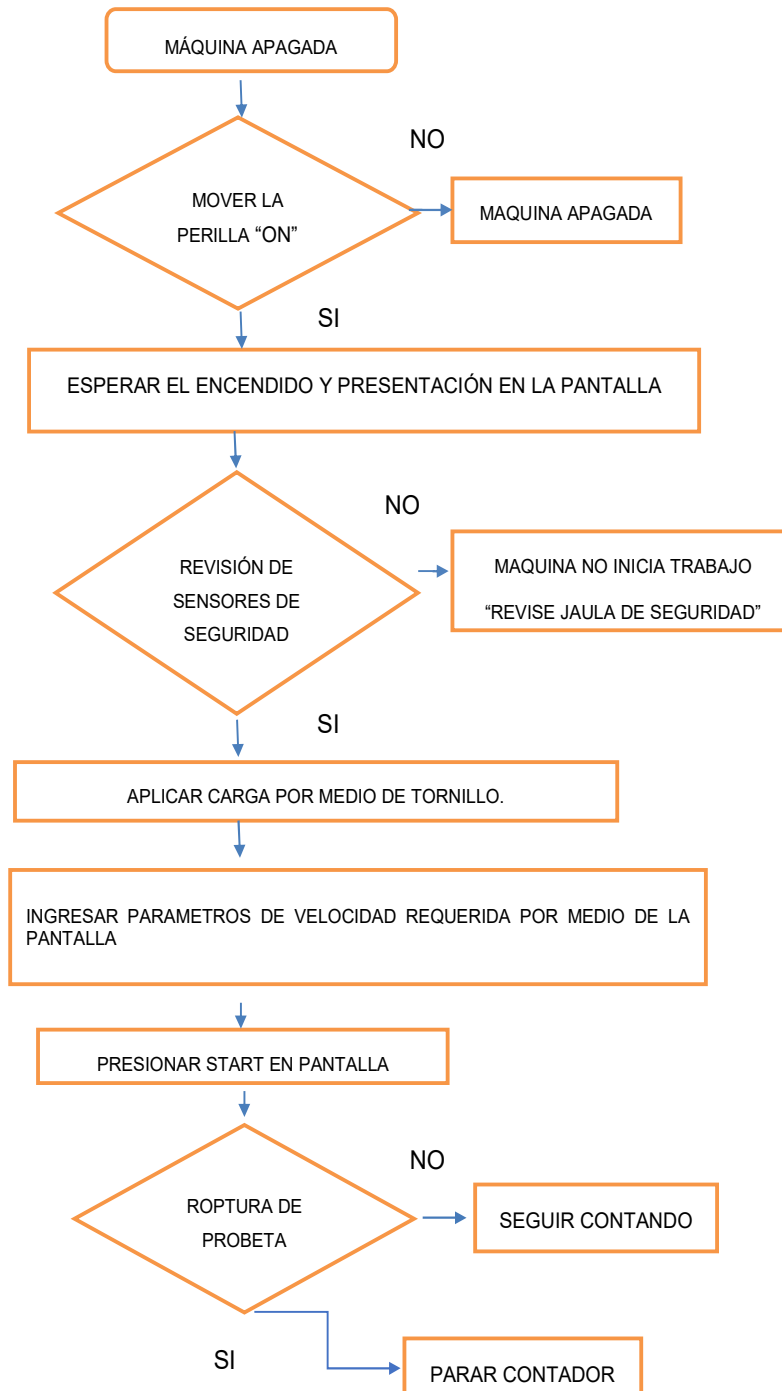 MÁQUINA APAGADA
NO
MOVER LA
PERILLA “ON”
MAQUINA APAGADA
SI
ESPERAR EL ENCENDIDO Y PRESENTACIÓN EN LA PANTALLA
NO
REVISIÓN DE
SENSORES DE
SEGURIDAD
MAQUINA NO INICIA TRABAJO
“REVISE JAULA DE SEGURIDAD”
SI
APLICAR CARGA POR MEDIO DE TORNILLO.
INGRESAR PARAMETROS DE VELOCIDAD REQUERIDA POR MEDIO DE LA
PANTALLA
PRESIONAR START EN PANTALLA
NO
ROPTURA DE
PROBETA
SEGUIR CONTANDO
SI
PARAR CONTADOR